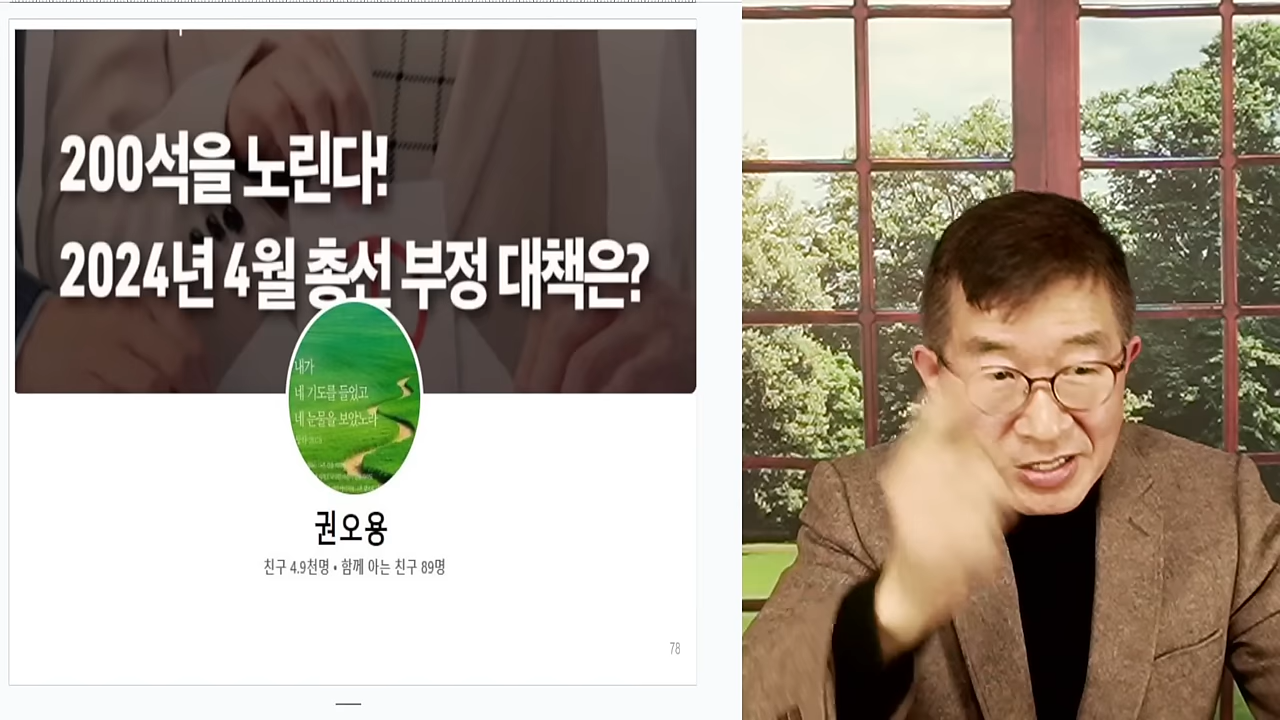 200석을 노린다!
2024년 4월 총선 부정 대책은?
내가
네 기도를 들었고
네 눈물을 보았노라
권오용
친구 4.9천명 • 함께 아는 친구 89명
78